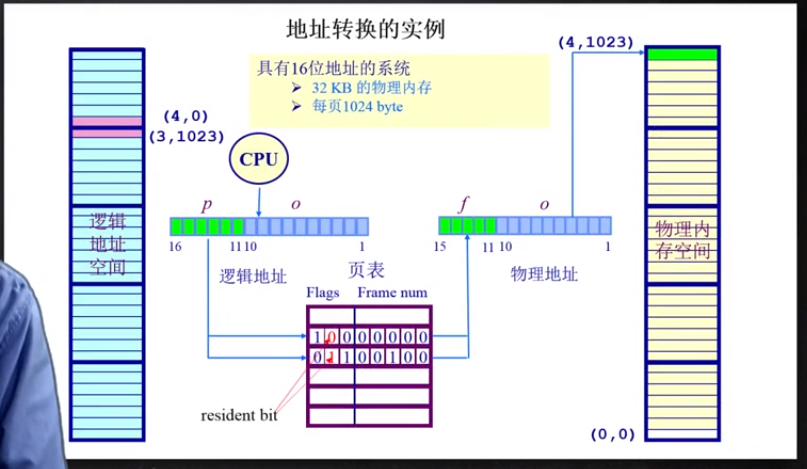 地址转换的实例
(4,1023)
具有16位地址的系统
➢ 32 KB 的物理内存
➢ 每页1024 byte
(4,0)
(3,1023)
CPU
p o
f o
逻辑
地址
空间
物理内
存空间
16 11 10 1
15 11 10 1
逻辑地址
页表
物理地址
Flags Frame num
1 0 0 0 0 0 0 0
0 1 1 0 0 1 0 0
resident bit
(0,0)